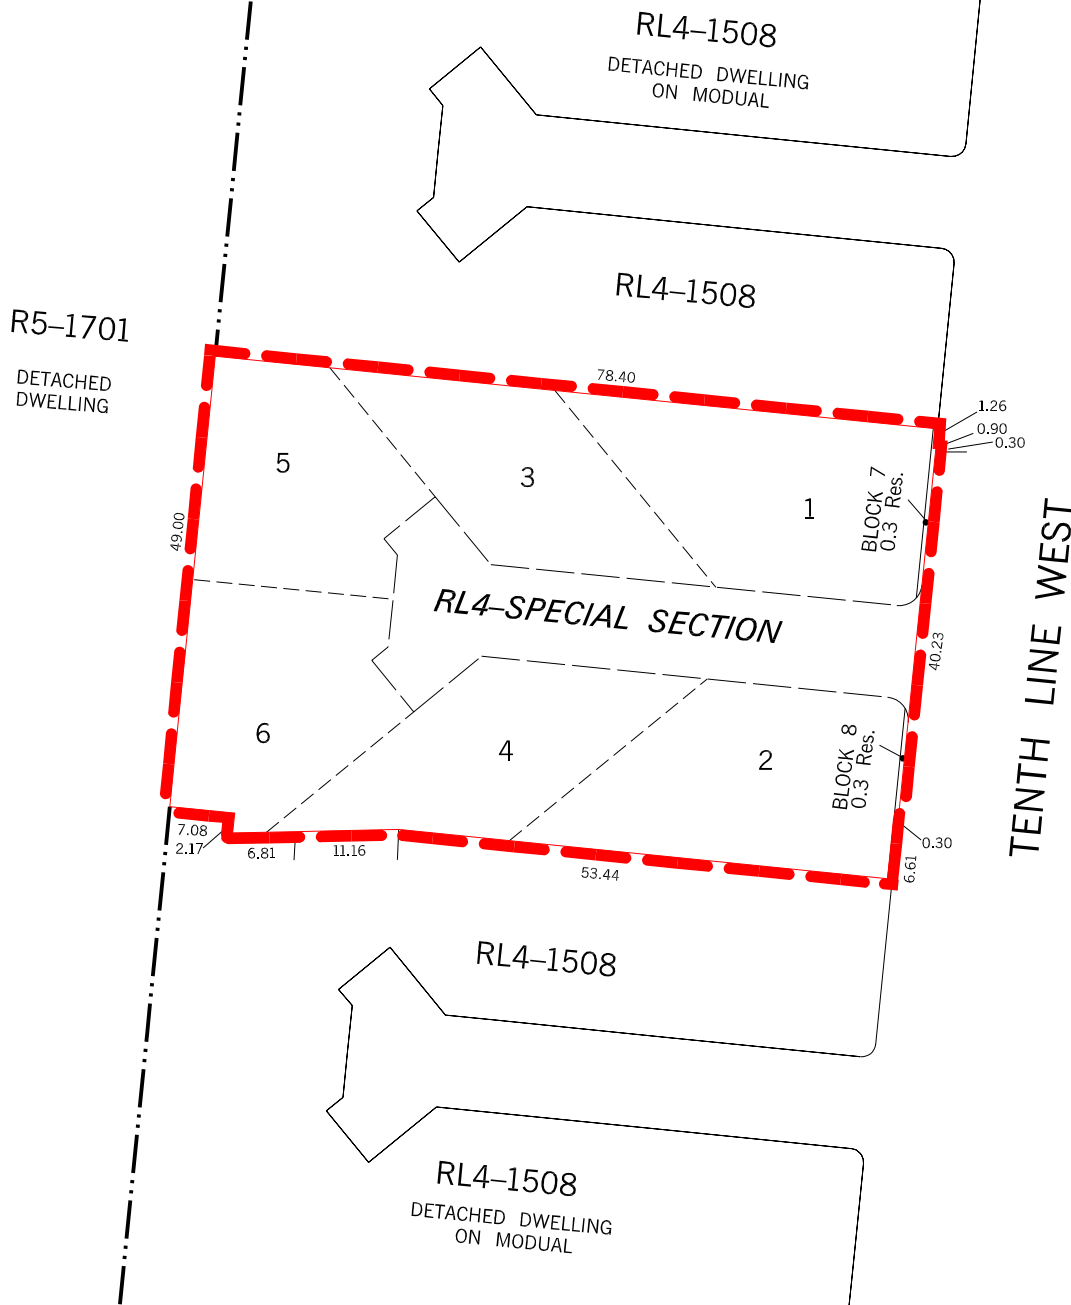 RL4–1508
DETACHED DWELLING
ON MODUAL
RL4–1508
R5–1701
DETACHED
DWELLING
78.40
1.26
0.90
0.30
5
3
1
BLOCK 7
0.3 Res.
49.00
RL4–SPECIAL SECTION
TENTH LINE WEST
40.23
6
4
2
BLOCK 8
0.3 Res.
7.08
2.17
6.81
11.16
53.44
0.30
6.61
RL4–1508
RL4–1508
DETACHED DWELLING
ON MODUAL